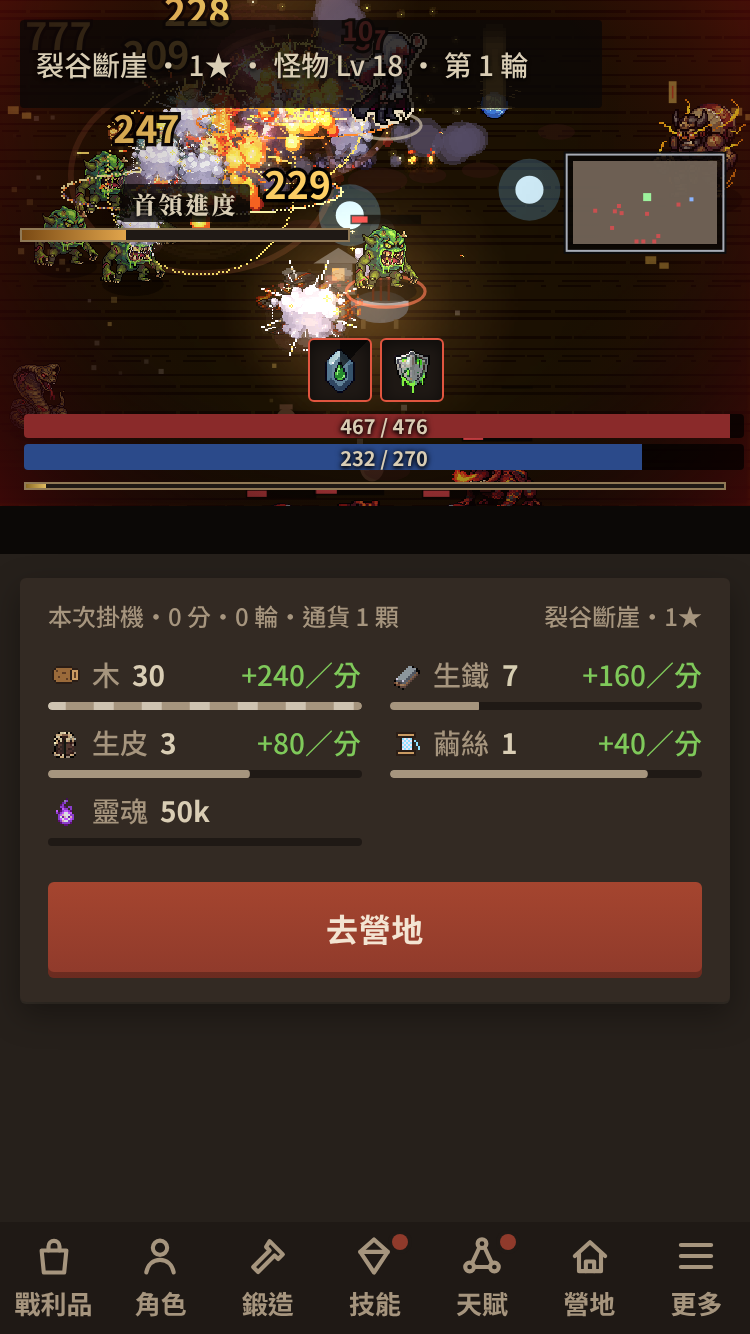 228
777
209
107
裂谷斷崖 • 1★ • 怪物 Lv 18 • 第 1 輪
247
229
首領進度
467 / 476
232 / 270
本次掛機・0 分・0 輪・通貨 1 顆
裂谷斷崖・1★
木 30 +240／分
生鐵 7 +160／分
生皮 3 +80／分
繭絲 1 +40／分
靈魂 50k
去營地
戰利品 角色 鍛造 技能 天賦 營地 更多